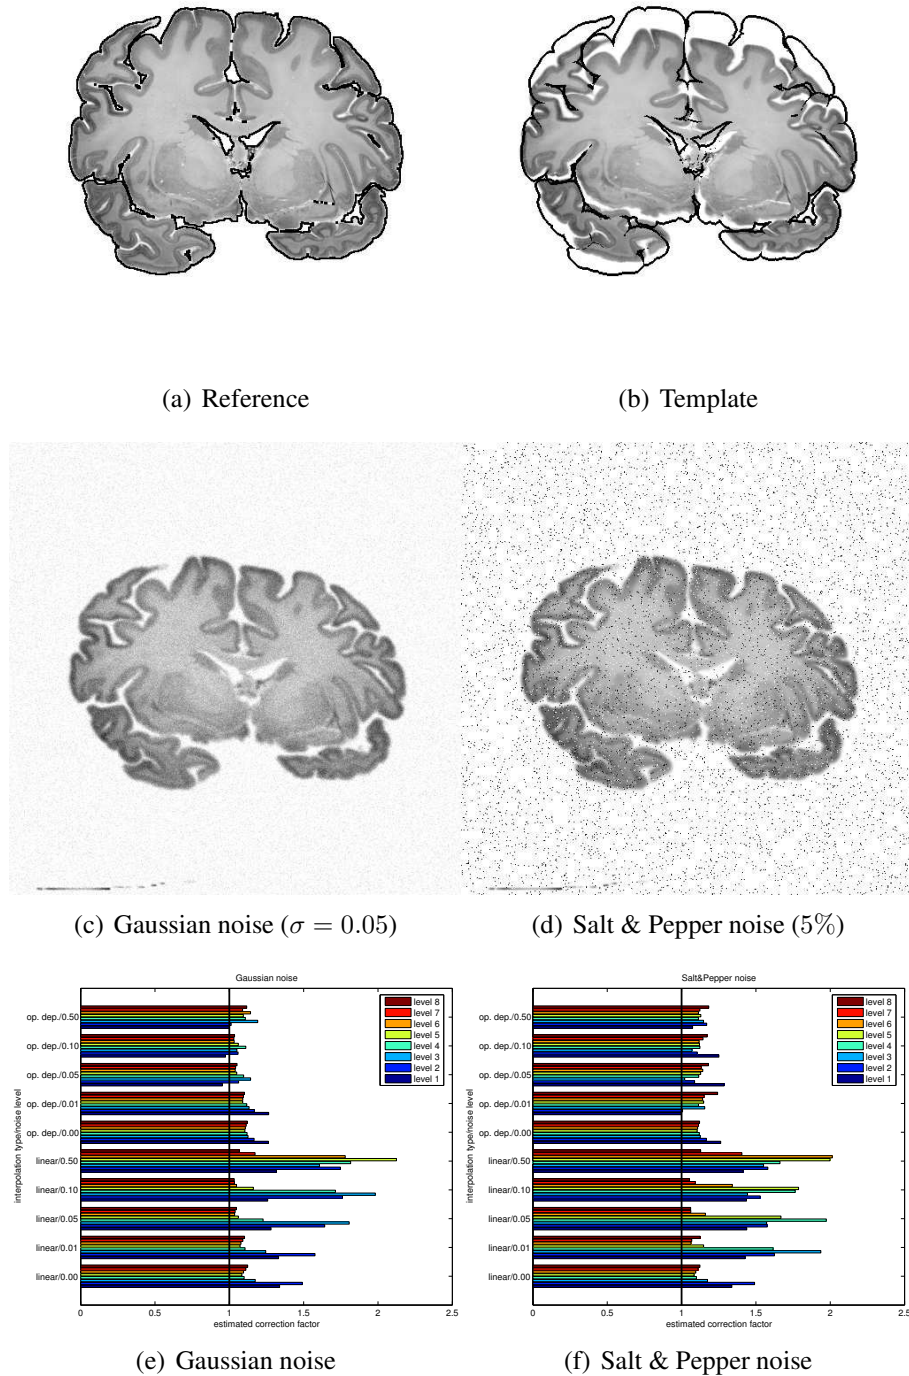 (a) Reference
(b) Template
(c) Gaussian noise (σ = 0.05)
(d) Salt & Pepper noise (5%)
Gaussian noise
interpolation type/noise level
op. dep./0.50
op. dep./0.10
op. dep./0.05
op. dep./0.01
op. dep./0.00
linear/0.50
linear/0.10
linear/0.05
linear/0.01
linear/0.00
level 8
level 7
level 6
level 5
level 4
level 3
level 2
level 1
0 0.5 1 1.5 2 2.5
estimated correction factor
Salt&Pepper noise
interpolation type/noise level
op. dep./0.50
op. dep./0.10
op. dep./0.05
op. dep./0.01
op. dep./0.00
linear/0.50
linear/0.10
linear/0.05
linear/0.01
linear/0.00
level 8
level 7
level 6
level 5
level 4
level 3
level 2
level 1
0 0.5 1 1.5 2 2.5
estimated correction factor
(e) Gaussian noise
(f) Salt & Pepper noise